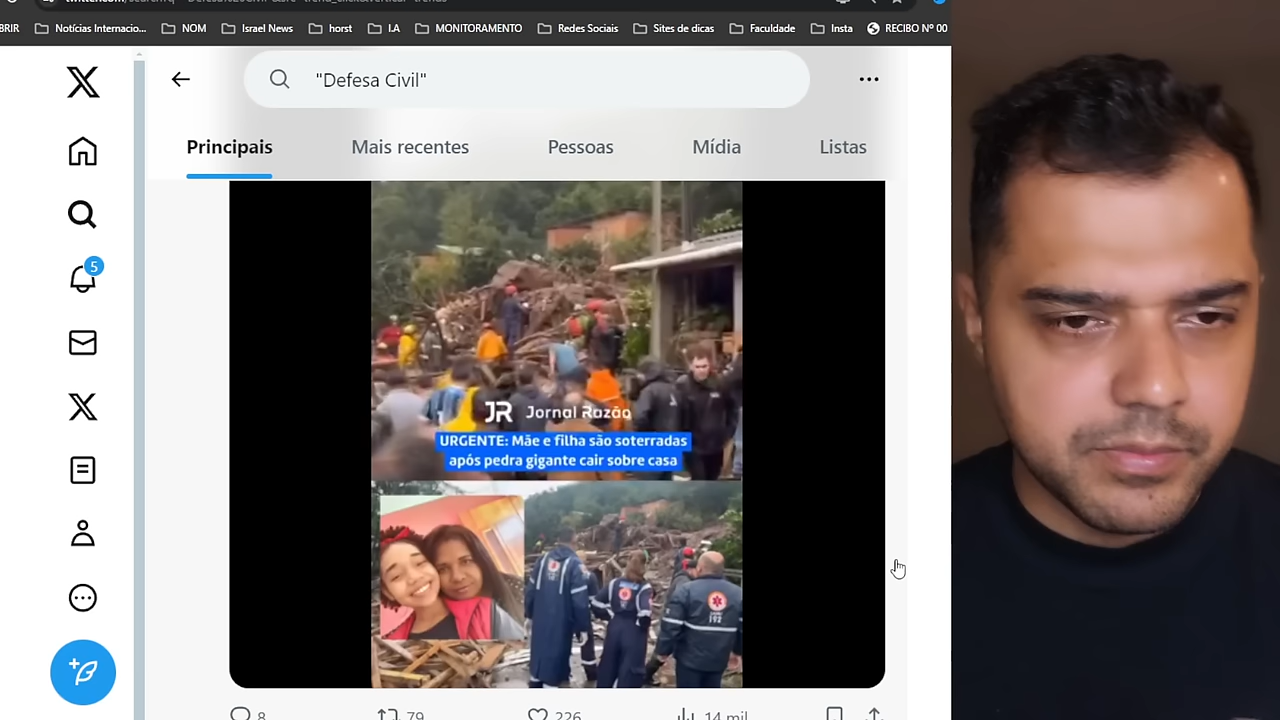 BRIR
Notícias Internacio...
NOM
Israel News
horst
I.A
MONITORAMENTO
Redes Sociais
Sites de dicas
Faculdade
Insta
RECIBO Nº 00
"Defesa Civil"
Principais
Mais recentes
Pessoas
Mídia
Listas
5
JR Jornal Razão
URGENTE: Mãe e filha são soterradas
após pedra gigante cair sobre casa
192
8
79
226
14 mil